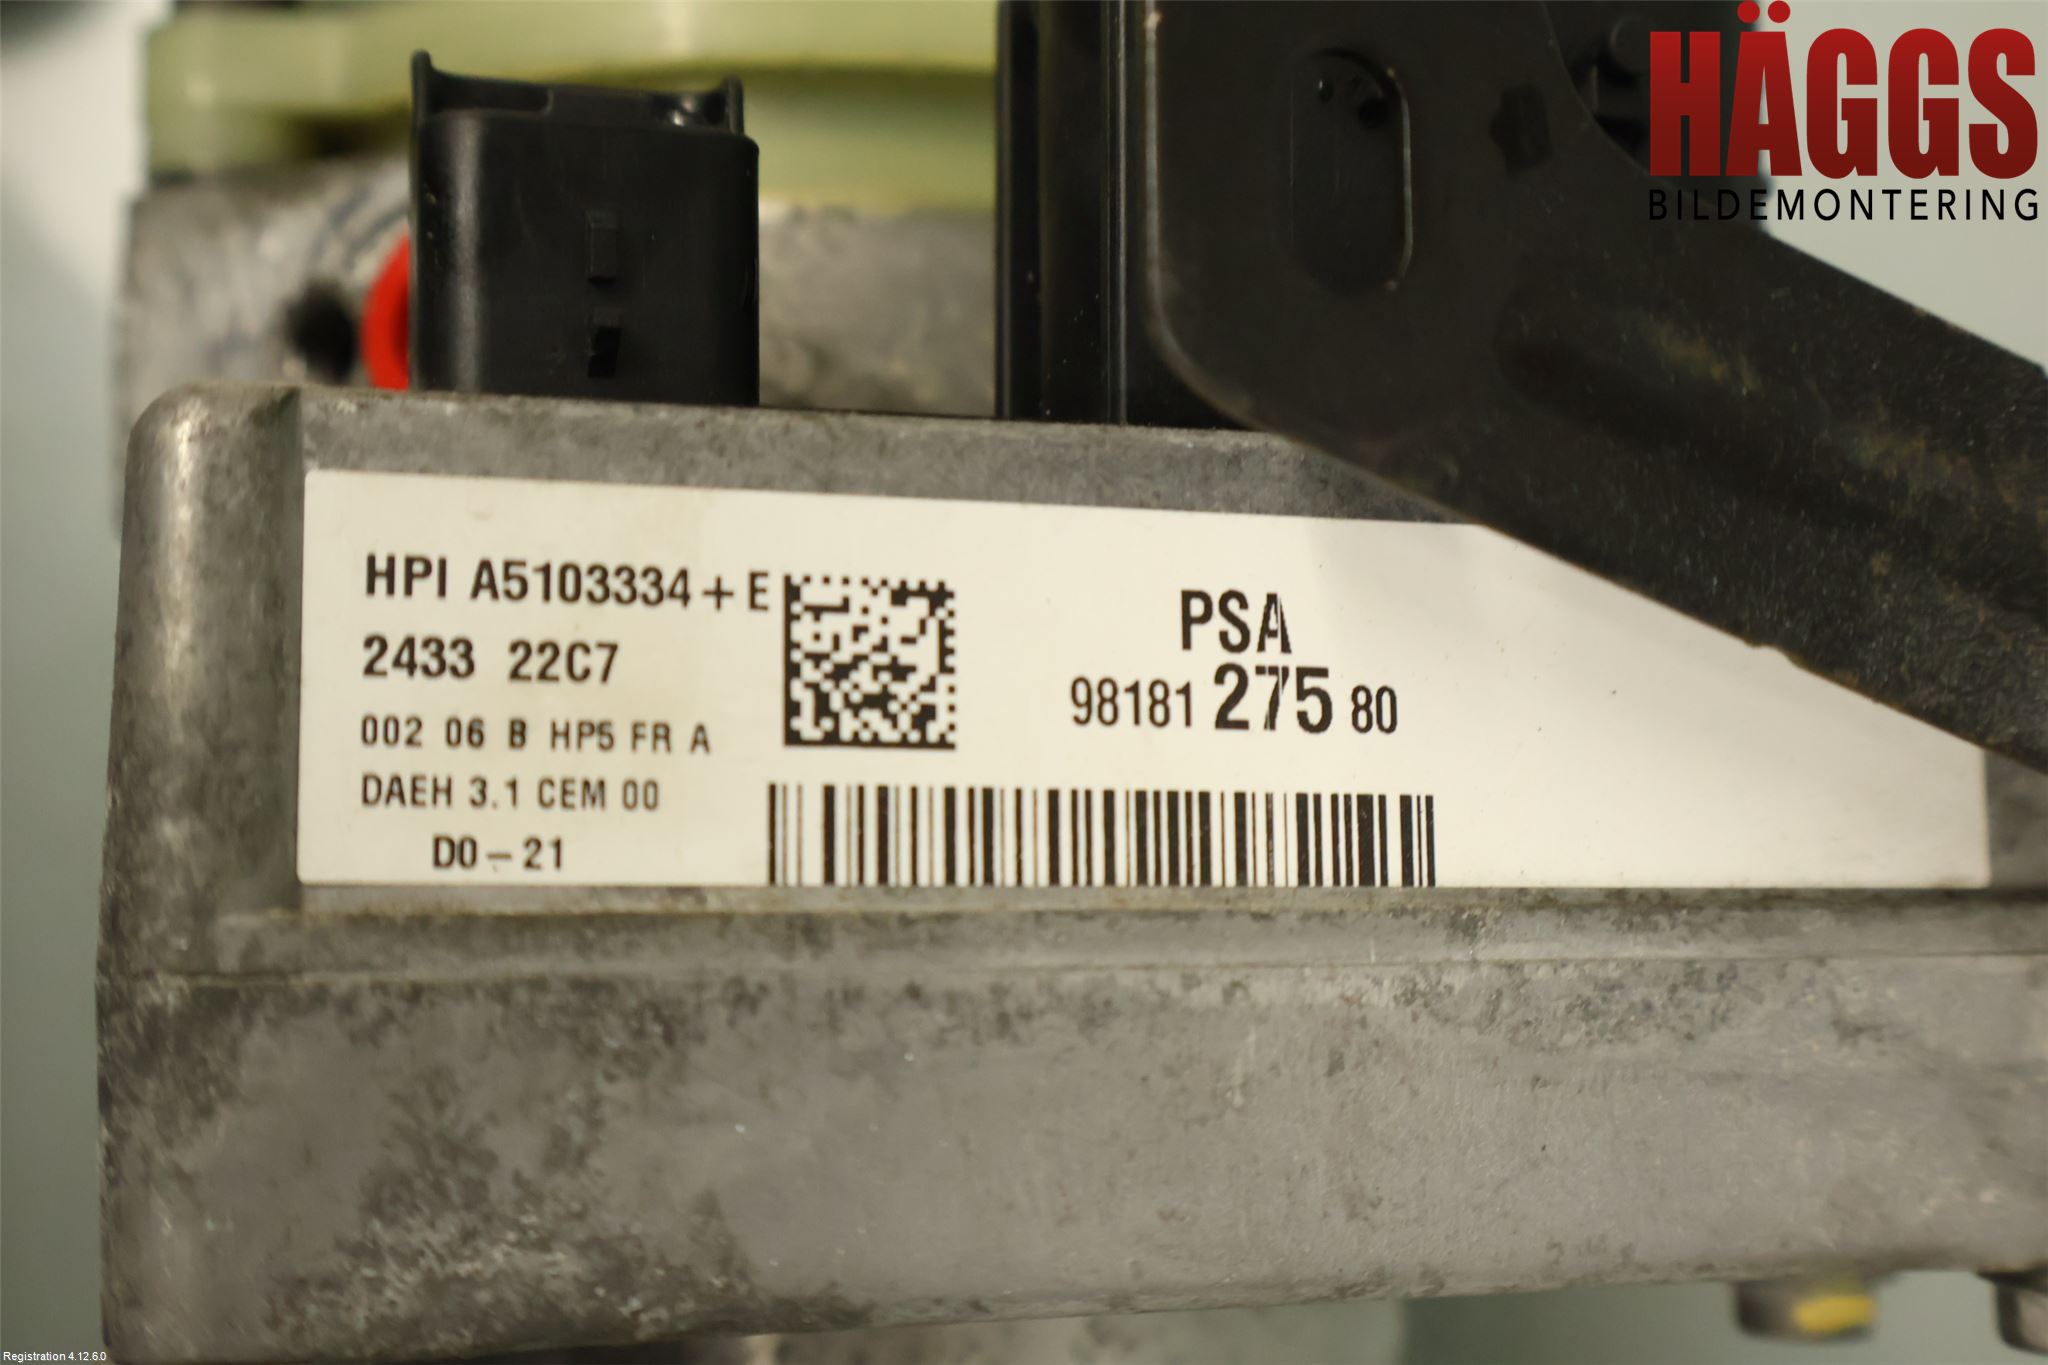 HÄGGS
BILDEMONTERING
HPI A5103334+E
2433 22C7
002 06 B HP5 FR A
DAEH 3.1 CEM 00
D0-21
PSA
98181 275 80
Registration 4.12.6.0